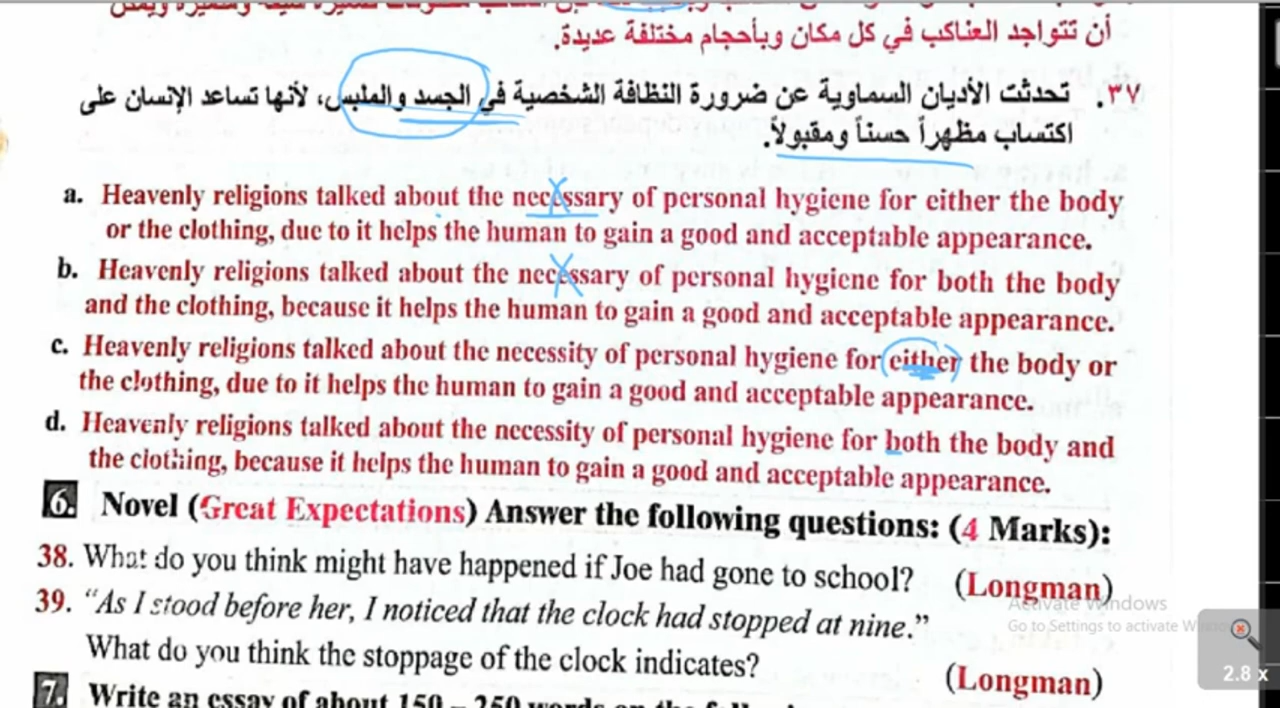 أن تتواجد العناكب في كل مكان وبأحجام مختلفة عديدة.
٣٧. تحدثت الأديان السماوية عن ضرورة النظافة الشخصية في الجسد والملبس، لأنها تساعد الإنسان على
اكتساب مظهراً حسناً ومقبولاً.
a. Heavenly religions talked about the necessary of personal hygiene for either the body
or the clothing, due to it helps the human to gain a good and acceptable appearance.
b. Heavenly religions talked about the necessary of personal hygiene for both the body
and the clothing, because it helps the human to gain a good and acceptable appearance.
c. Heavenly religions talked about the necessity of personal hygiene for either the body or
the clothing, due to it helps the human to gain a good and acceptable appearance.
d. Heavenly religions talked about the necessity of personal hygiene for both the body and
the clothing, because it helps the human to gain a good and acceptable appearance.
6. Novel (Great Expectations) Answer the following questions: (4 Marks):
38. What do you think might have happened if Joe had gone to school? (Longman)
39. “As I stood before her, I noticed that the clock had stopped at nine.”
What do you think the stoppage of the clock indicates? (Longman)
Activate Windows
Go to Settings to activate
2.8 x
7. Write an essay of about 150 – 250 words on the